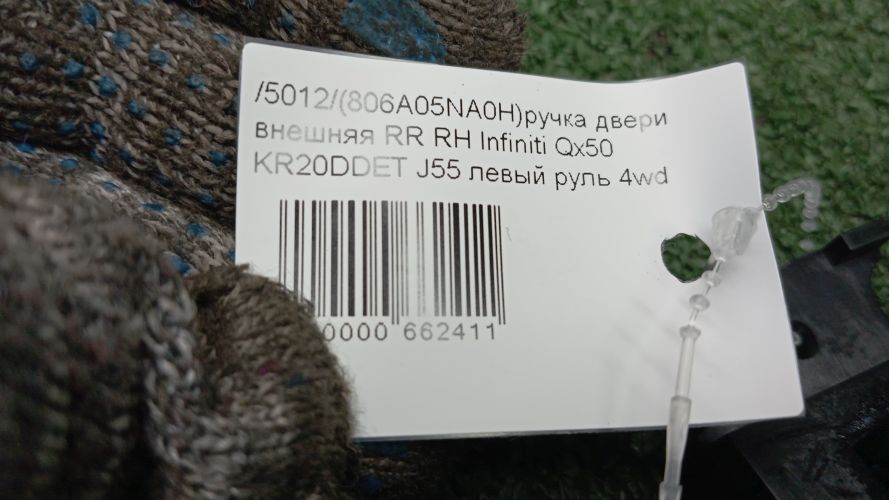 /5012/(806A05NA0H)ручка двери
внешняя RR RH Infiniti Qx50
KR20DDET J55 левый руль 4wd
0000 662411